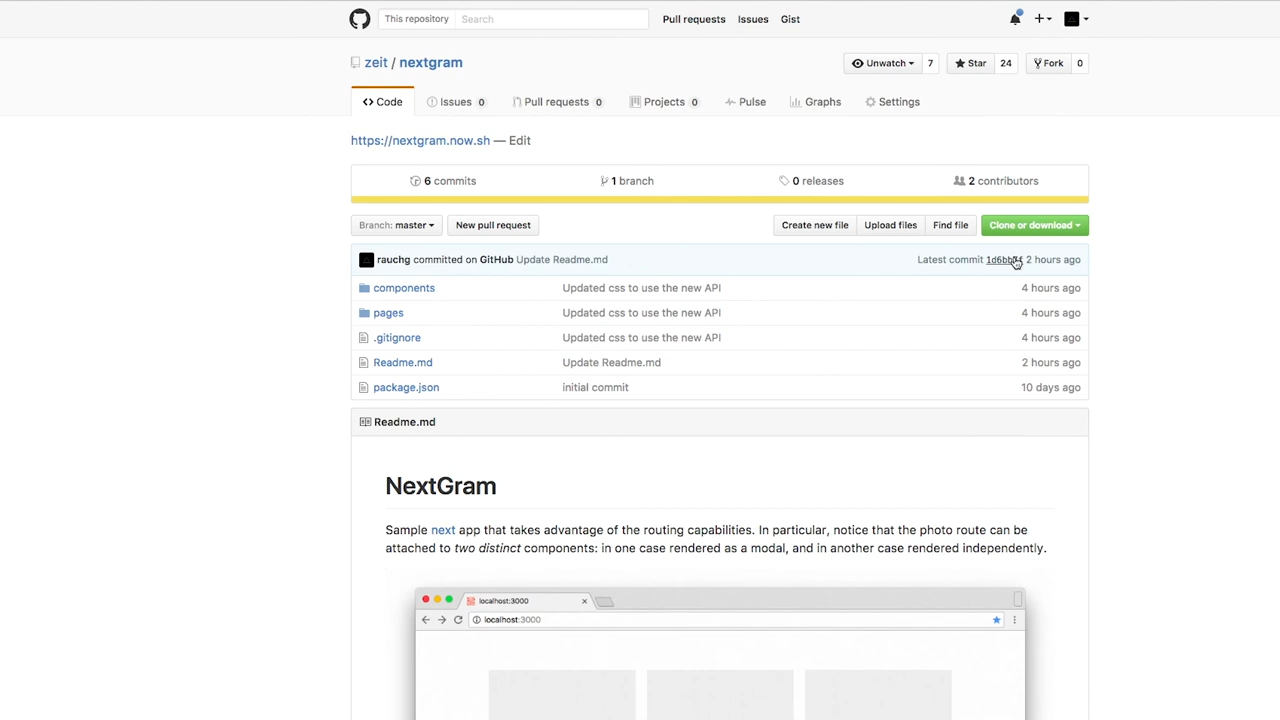 This repository Search Pull requests Issues Gist
zeit / nextgram Unwatch 7 Star 24 Fork 0
Code Issues 0 Pull requests 0 Projects 0 Pulse Graphs Settings
https://nextgram.now.sh — Edit
6 commits 1 branch 0 releases 2 contributors
Branch: master New pull request Create new file Upload files Find file Clone or download
rauchg committed on GitHub Update Readme.md Latest commit 2 hours ago
components Updated css to use the new API 4 hours ago
pages Updated css to use the new API 4 hours ago
.gitignore Updated css to use the new API 4 hours ago
Readme.md Update Readme.md 2 hours ago
package.json initial commit 10 days ago
Readme.md
NextGram
Sample next app that takes advantage of the routing capabilities. In particular, notice that the photo route can be
attached to two distinct components: in one case rendered as a modal, and in another case rendered independently.
localhost:3000
localhost:3000